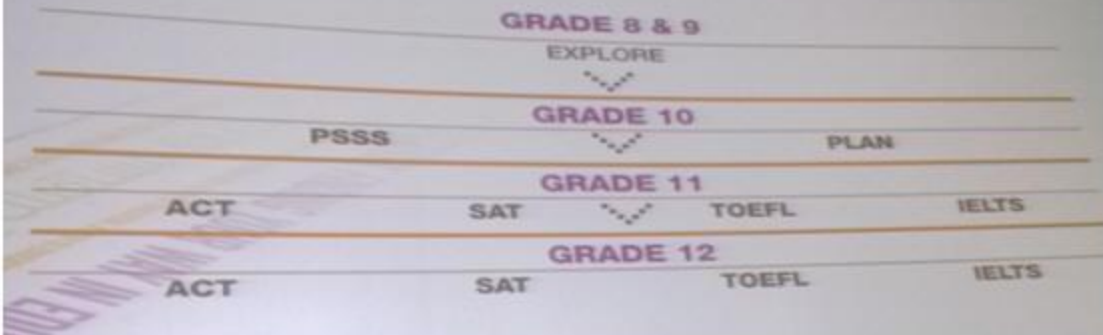 GRADE 8 & 9
EXPLORE
GRADE 10
PSSS PLAN
GRADE 11
ACT SAT TOEFL IELTS
GRADE 12
ACT SAT TOEFL IELTS